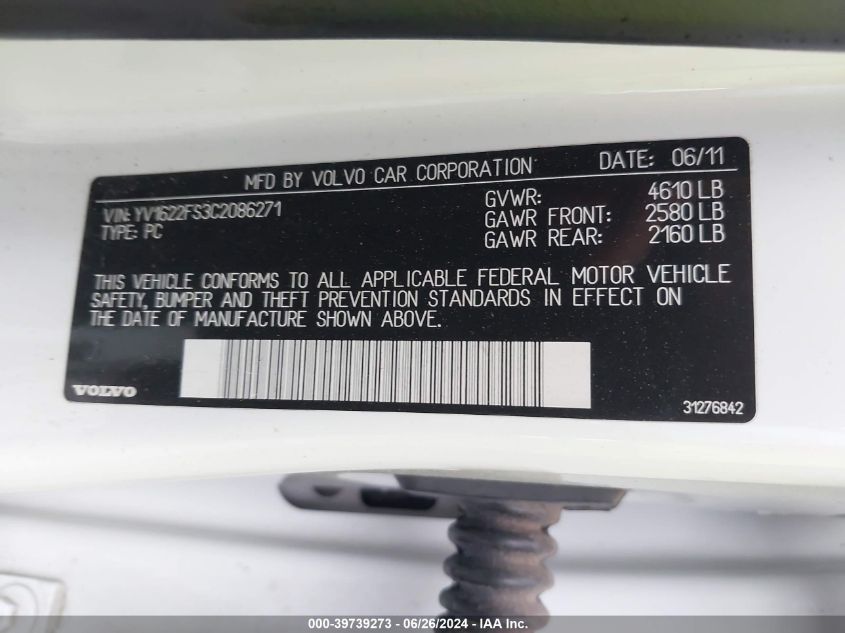 MFD BY VOLVO CAR CORPORATION DATE: 06/11
VIN: YV1622FS3C2086271 GVWR: 4610 LB
TYPE: PC GAWR FRONT: 2580 LB
GAWR REAR: 2160 LB
THIS VEHICLE CONFORMS TO ALL APPLICABLE FEDERAL MOTOR VEHICLE
SAFETY, BUMPER AND THEFT PREVENTION STANDARDS IN EFFECT ON
THE DATE OF MANUFACTURE SHOWN ABOVE.
VOLVO
31276842
000-39739273 - 06/26/2024 - IAA Inc.